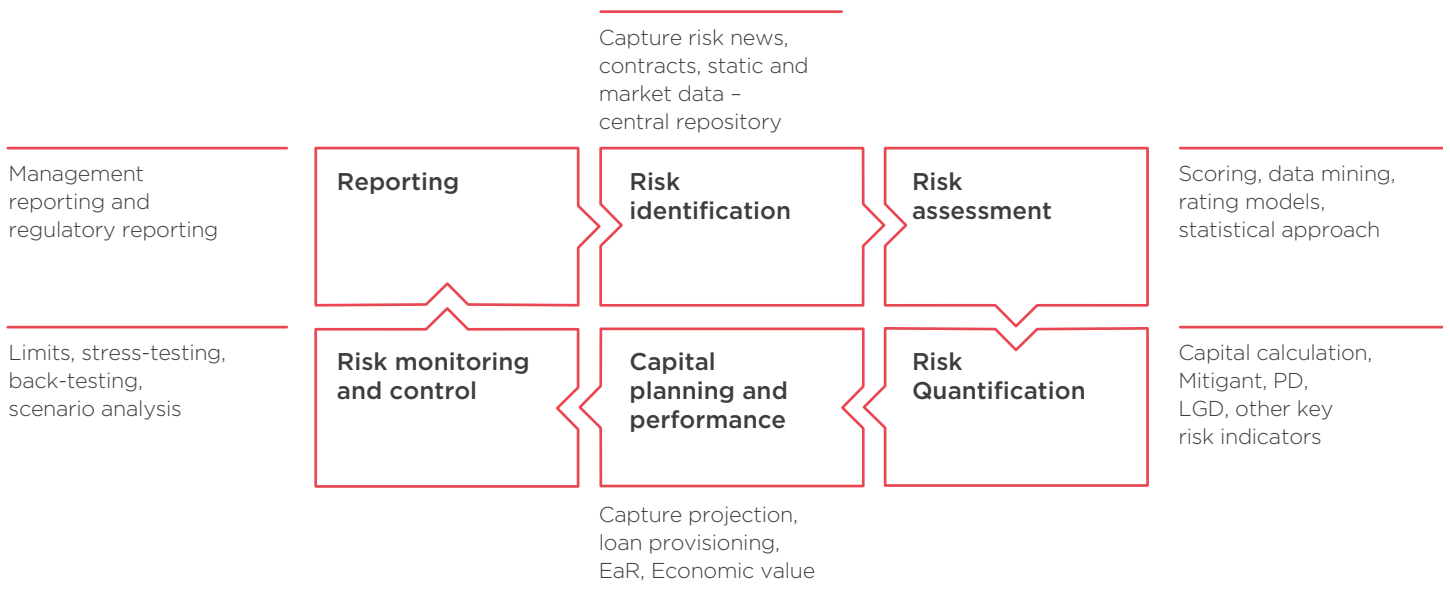 Capture risk news,
contracts, static and
market data –
central repository
Management
reporting and
regulatory reporting
Reporting
Risk
identification
Risk
assessment
Scoring, data mining,
rating models,
statistical approach
Limits, stress-testing,
back-testing,
scenario analysis
Risk monitoring
and control
Capital
planning and
performance
Risk
Quantification
Capital calculation,
Mitigant, PD,
LGD, other key
risk indicators
Capture projection,
loan provisioning,
EaR, Economic value